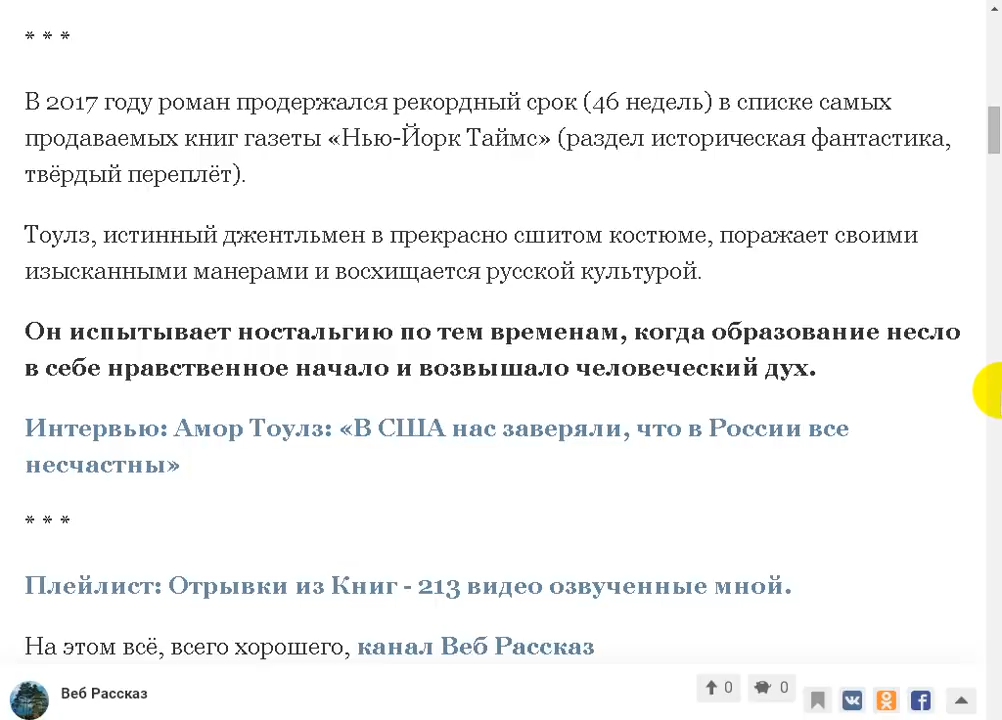 * * *
В 2017 году роман продержался рекордный срок (46 недель) в списке самых
продаваемых книг газеты «Нью-Йорк Таймс» (раздел историческая фантастика,
твёрдый переплёт).
Тоулз, истинный джентльмен в прекрасно сшитом костюме, поражает своими
изысканными манерами и восхищается русской культурой.
Он испытывает ностальгию по тем временам, когда образование несло
в себе нравственное начало и возвышало человеческий дух.
Интервью: Амор Тоулз: «В США нас заверяли, что в России все
несчастны»
* * *
Плейлист: Отрывки из Книг - 213 видео озвученные мной.
На этом всё, всего хорошего, канал Веб Рассказ
Веб Рассказ
0
0